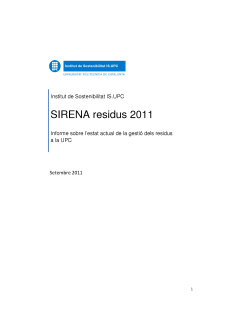 Institut de Sostenibilitat IS.UPC
UNIVERSITAT POLITÈCNICA DE CATALUNYA
Institut de Sostenibilitat IS.UPC
SIRENA residus 2011
Informe sobre l'estat actual de la gestió dels residus
a la UPC
Setembre 2011
1